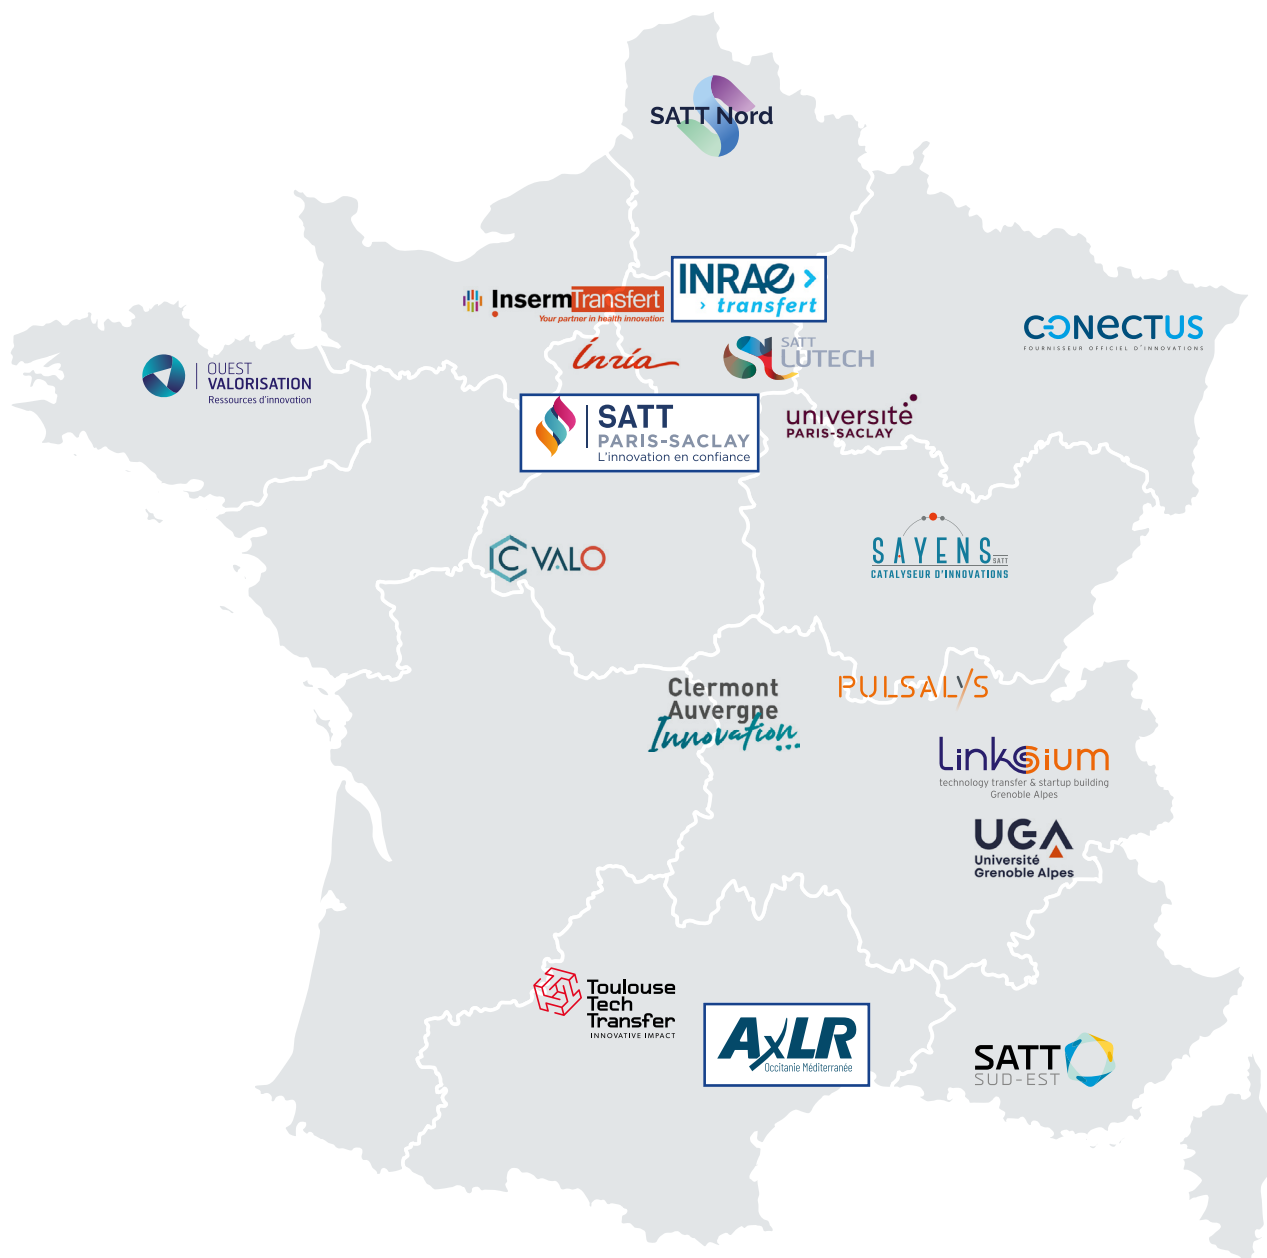 SATT Nord
INRAE
transfert
InsermTransfert
Your partner in health innovation
Inria
SATT
LUTECH
CONECTUS
FOURNISSEUR OFFICIEL D'INNOVATIONS
OUEST
VALORISATION
Ressources d'innovation
SATT
PARIS-SACLAY
L'innovation en confiance
université
PARIS-SACLAY
C VALO
SAYENS
SATT
CATALYSEUR D'INNOVATIONS
Clermont
Auvergne
Innovation...
PULSALYS
Linksium
technology transfer & startup building
Grenoble Alpes
UGA
Université
Grenoble Alpes
Toulouse
Tech
Transfer
INNOVATIVE IMPACT
AxLR
Occitanie Méditerranée
SATT
SUD-EST